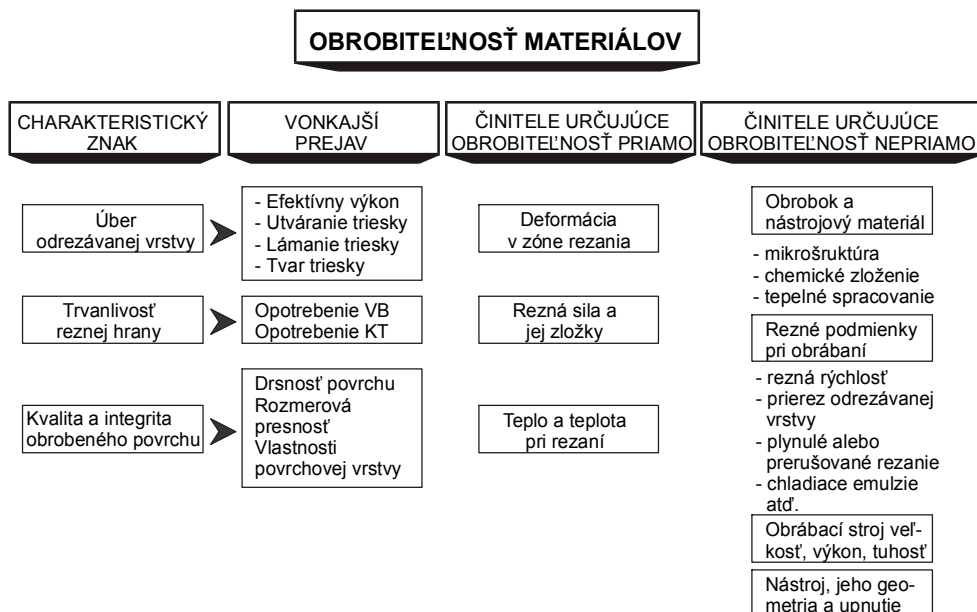 OBROBITEĽNOSŤ MATERIÁLOV
CHARAKTERISTICKÝ
ZNAK
VONKAJŠÍ
PREJAV
ČINITELE URČUJÚCE
OBROBITEĽNOSŤ PRIAMO
ČINITELE URČUJÚCE
OBROBITEĽNOSŤ NEPRIAMO
Úber
odrezávanej vrstvy
- Efektívny výkon
- Utváranie triesky
- Lámanie triesky
- Tvar triesky
Deformácia
v zóne rezania
Obrobok a
nástrojový materiál
- mikrošruktúra
- chemické zloženie
- tepelné spracovanie
Trvanlivosť
reznej hrany
Opotrebenie VB
Opotrebenie KT
Rezná sila a
jej zložky
Rezné podmienky
pri obrábaní
- rezná rýchlosť
- prierez odrezávanej
vrstvy
- plynulé alebo
prerušované rezanie
- chladiace emulzie
atď.
Kvalita a integrita
obrobeného povrchu
Drsnosť povrchu
Rozmerová
presnosť
Vlastnosti
povrchovej vrstvy
Teplo a teplota
pri rezaní
Obrábací stroj veľ-
kosť, výkon, tuhosť
Nástroj, jeho geo-
metria a upnutie